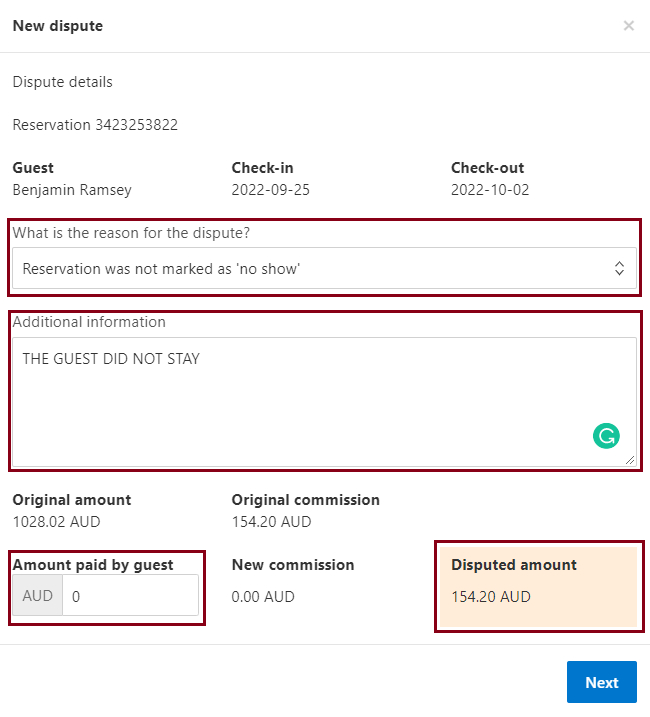 New dispute ×
Dispute details
Reservation 3423253822
Guest Check-in Check-out
Benjamin Ramsey 2022-09-25 2022-10-02
What is the reason for the dispute?
Reservation was not marked as 'no show'
Additional information
THE GUEST DID NOT STAY
Original amount Original commission
1028.02 AUD 154.20 AUD
Amount paid by guest New commission Disputed amount
AUD 0 0.00 AUD 154.20 AUD
Next